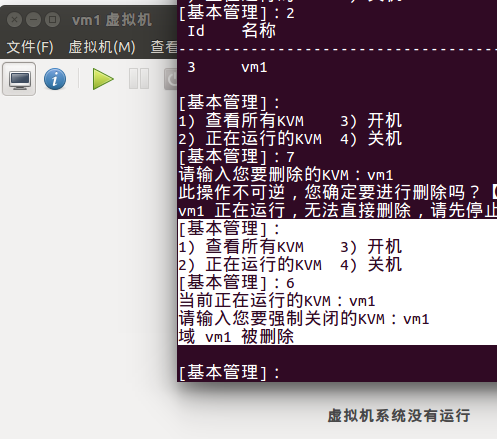 vm1 虚拟机
文件(F) 虚拟机(M) 查看
[基本管理]：2
Id 名称
----------------------------------
3 vm1
[基本管理]：
1) 查看所有KVM 3) 开机
2) 正在运行的KVM 4) 关机
[基本管理]：7
请输入您要删除的KVM：vm1
此操作不可逆，您确定要进行删除吗？【
vm1 正在运行，无法直接删除，请先停止
[基本管理]：
1) 查看所有KVM 3) 开机
2) 正在运行的KVM 4) 关机
[基本管理]：6
当前正在运行的KVM：vm1
请输入您要强制关闭的KVM：vm1
域 vm1 被删除
[基本管理]：
虚拟机系统没有运行